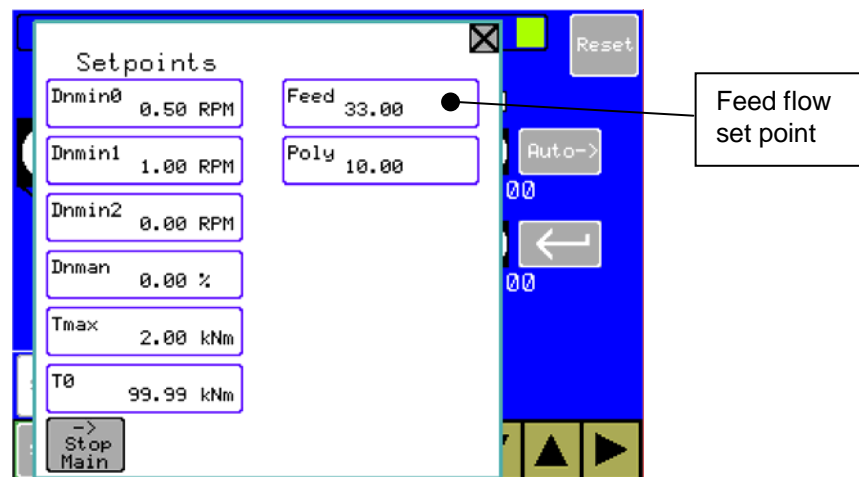 Setpoints
Dnmin0
0.50 RPM
Dnmin1
1.00 RPM
Dnmin2
0.00 RPM
Dnman
0.00 %
Tmax
2.00 kNm
T0
99.99 kNm
->
Stop
Main
Feed
33.00
Poly
10.00
Reset
Auto->
00
00
Feed flow
set point